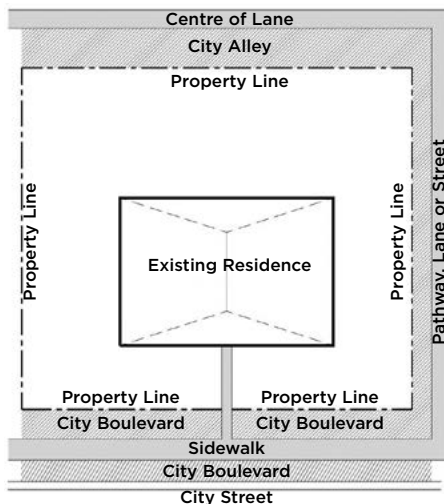 Centre of Lane
City Alley
Property Line
Property Line
Existing Residence
Property Line
Pathway, Lane or Street
Property Line
Property Line
City Boulevard
City Boulevard
Sidewalk
City Boulevard
City Street